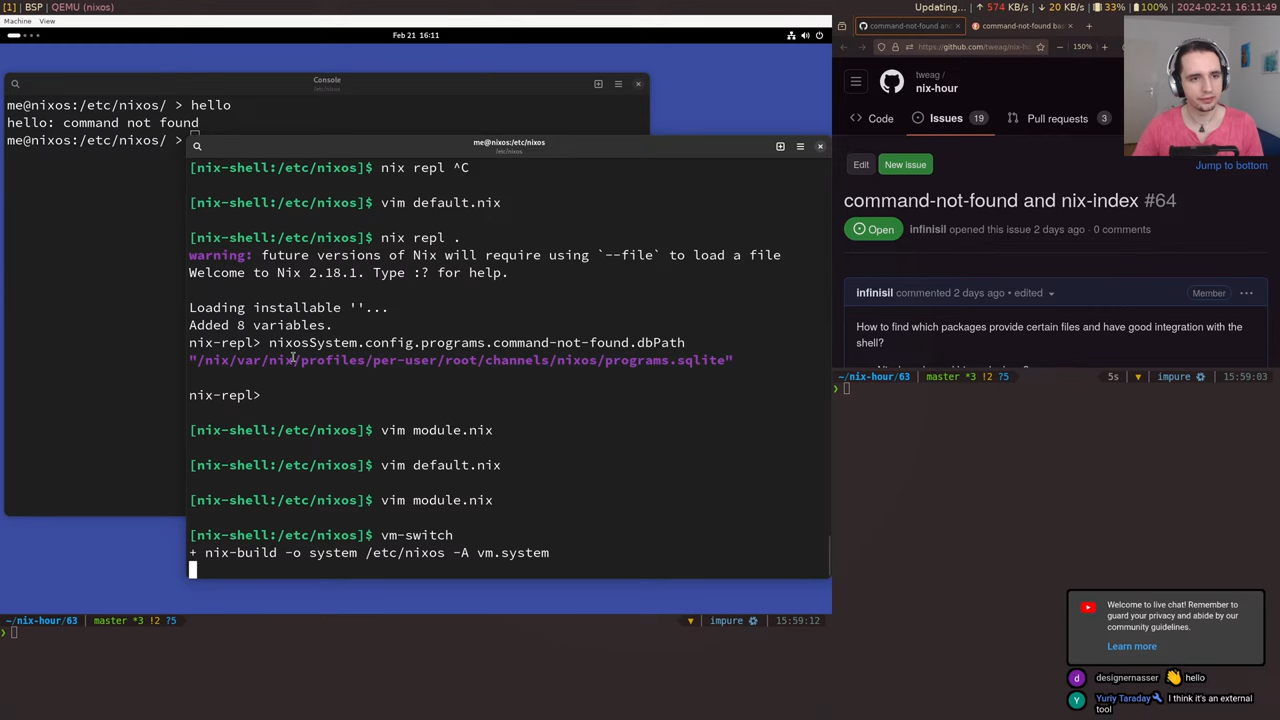 [1] | BSP | QEMU (nixos)
Updating... | ↑ 574 KB/s | ↓ 20 KB/s | 33% | 100% | 2024-02-21 16:11:49
Machine View
Feb 21 16:11
Console
/etc/nixos
me@nixos:/etc/nixos/ > hello
hello: command not found
me@nixos:/etc/nixos/ >
me@nixos:/etc/nixos
/etc/nixos
[nix-shell:/etc/nixos]$ nix repl ^C
[nix-shell:/etc/nixos]$ vim default.nix
[nix-shell:/etc/nixos]$ nix repl .
warning: future versions of Nix will require using `--file` to load a file
Welcome to Nix 2.18.1. Type :? for help.
Loading installable ''...
Added 8 variables.
nix-repl> nixosSystem.config.programs.command-not-found.dbPath
"/nix/var/nix/profiles/per-user/root/channels/nixos/programs.sqlite"
nix-repl>
[nix-shell:/etc/nixos]$ vim module.nix
[nix-shell:/etc/nixos]$ vim default.nix
[nix-shell:/etc/nixos]$ vim module.nix
[nix-shell:/etc/nixos]$ vm-switch
+ nix-build -o system /etc/nixos -A vm.system
~/nix-hour/63 | master *3 !2 ?5
▼ | impure | 15:59:12
❯
command-not-found an
command-not-found ba
https://github.com/tweag/nix-ho
150%
tweag /
nix-hour
Code
Issues 19
Pull requests 3
Edit
New issue
Jump to bottom
command-not-found and nix-index #64
Open
infinisil opened this issue 2 days ago · 0 comments
infinisil commented 2 days ago • edited
Member
How to find which packages provide certain files and have good integration with the
shell?
~/nix-hour/63 | master *3 !2 ?5
5s | ▼ | impure | 15:59:03
❯
Welcome to live chat! Remember to
guard your privacy and abide by our
community guidelines.
Learn more
d designernasser 👋 hello
Y Yuriy Taraday🔧 I think it's an external
tool